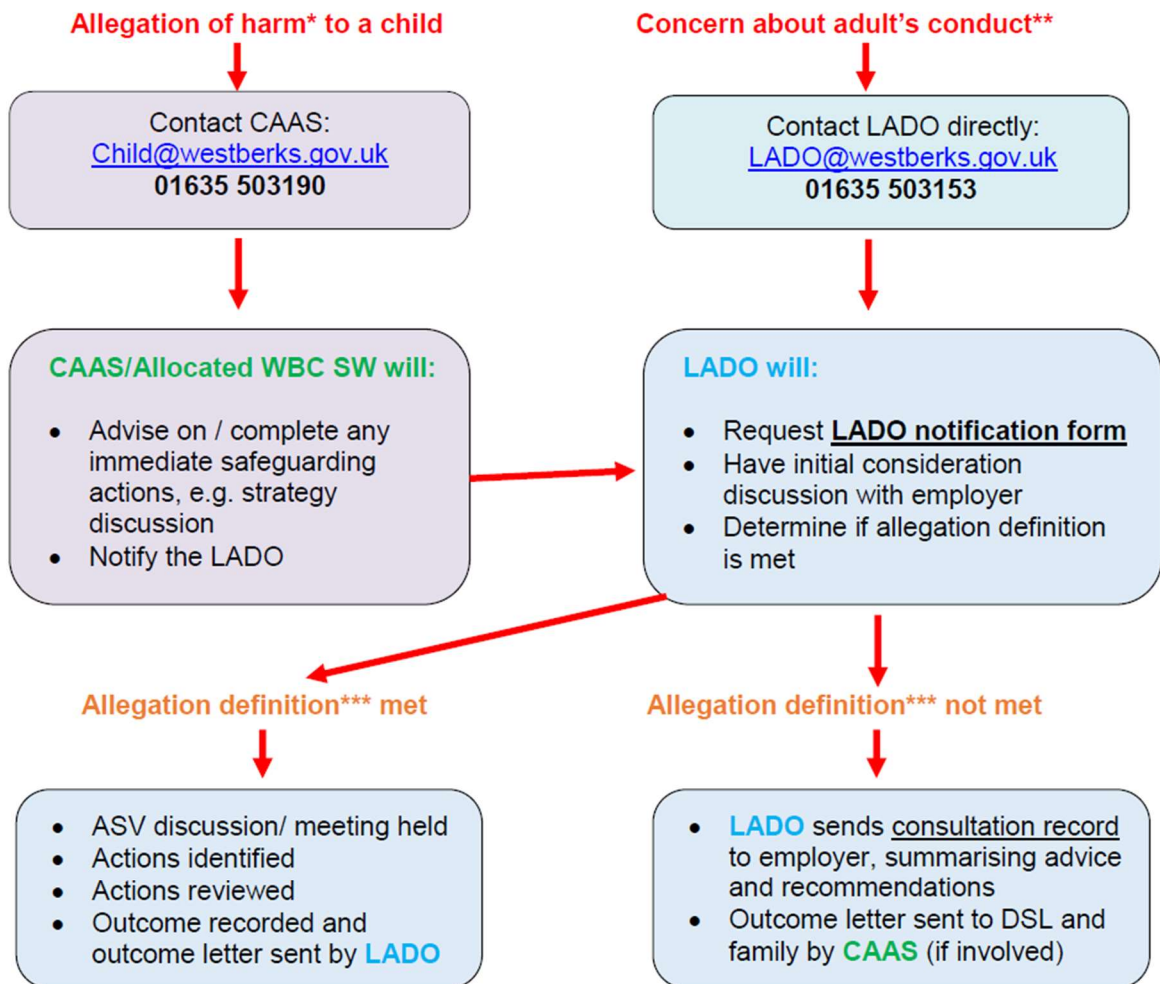 Allegation of harm* to a child
Concern about adult's conduct**
Contact CAAS:
Child@westberks.gov.uk
01635 503190
Contact LADO directly:
LADO@westberks.gov.uk
01635 503153
CAAS/Allocated WBC SW will:
• Advise on / complete any
immediate safeguarding
actions, e.g. strategy
discussion
• Notify the LADO
LADO will:
• Request LADO notification form
• Have initial consideration
discussion with employer
• Determine if allegation definition
is met
Allegation definition*** met
Allegation definition*** not met
• ASV discussion/ meeting held
• Actions identified
• Actions reviewed
• Outcome recorded and
outcome letter sent by LADO
• LADO sends consultation record
to employer, summarising advice
and recommendations
• Outcome letter sent to DSL and
family by CAAS (if involved)